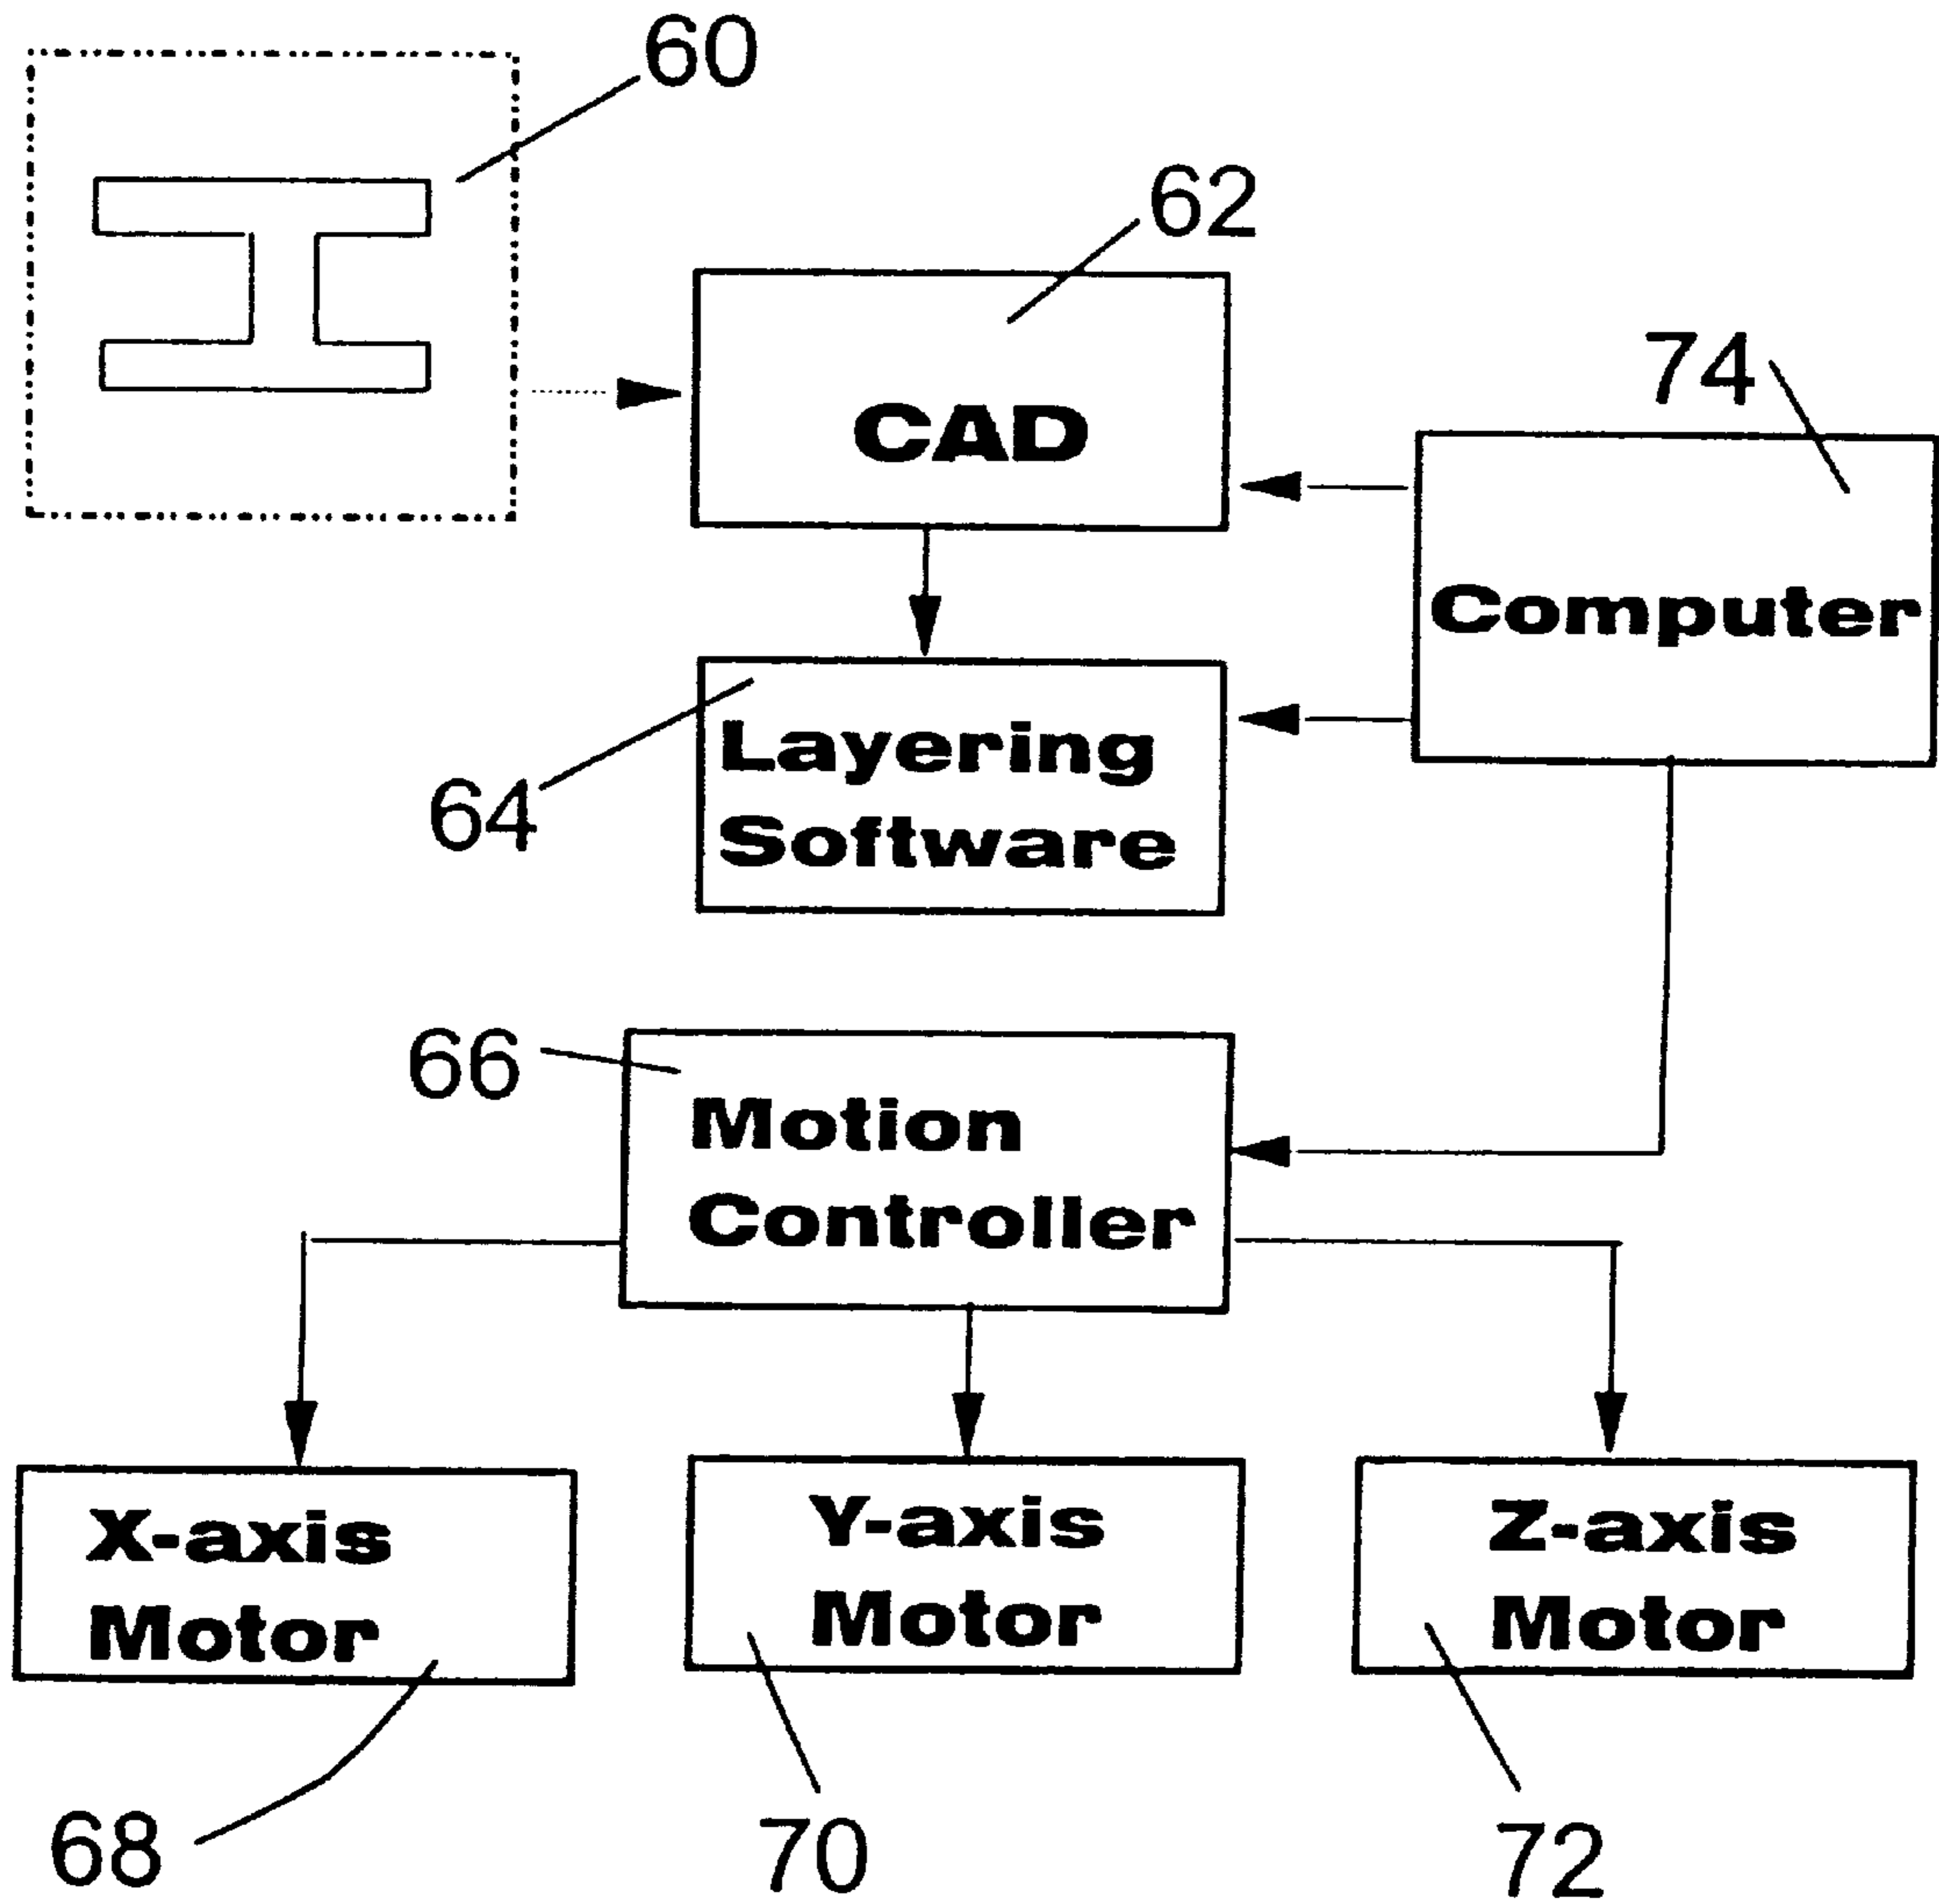 60
62
74
CAD
Computer
Layering
Software
64
66
Motion
Controller
X-axis
Motor
Y-axis
Motor
Z-axis
Motor
68
70
72